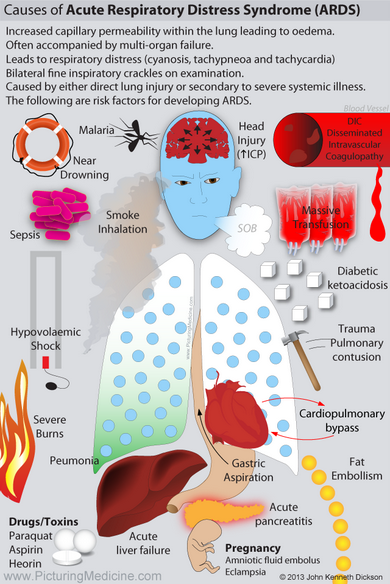 Causes of Acute Respiratory Distress Syndrome (ARDS)
Increased capillary permeability within the lung leading to oedema.
Often accompanied by multi-organ failure.
Leads to respiratory distress (cyanosis, tachypneoa and tachycardia)
Bilateral fine inspiratory crackles on examination.
Caused by either direct lung injury or secondary to severe systemic illness.
The following are risk factors for developing ARDS.
Blood Vessel
Malaria
Head
Injury
(↑ICP)
DIC
Disseminated
Intravascular
Coagulopathy
Near
Drowning
Smoke
Inhalation
SOB
Massive
Transfusion
Sepsis
Diabetic
ketoacidosis
www.PicturingMedicine.com
Hypovolaemic
Shock
Trauma
Pulmonary
contusion
Cardiopulmonary
bypass
Severe
Burns
Peumonia
Gastric
Aspiration
Fat
Embollism
Drugs/Toxins
Paraquat
Aspirin
Heorin
Acute
liver failure
Acute
pancreatitis
Pregnancy
Amniotic fluid embolus
Eclampsia
www.PicturingMedicine.com
© 2013 John Kenneth Dickson